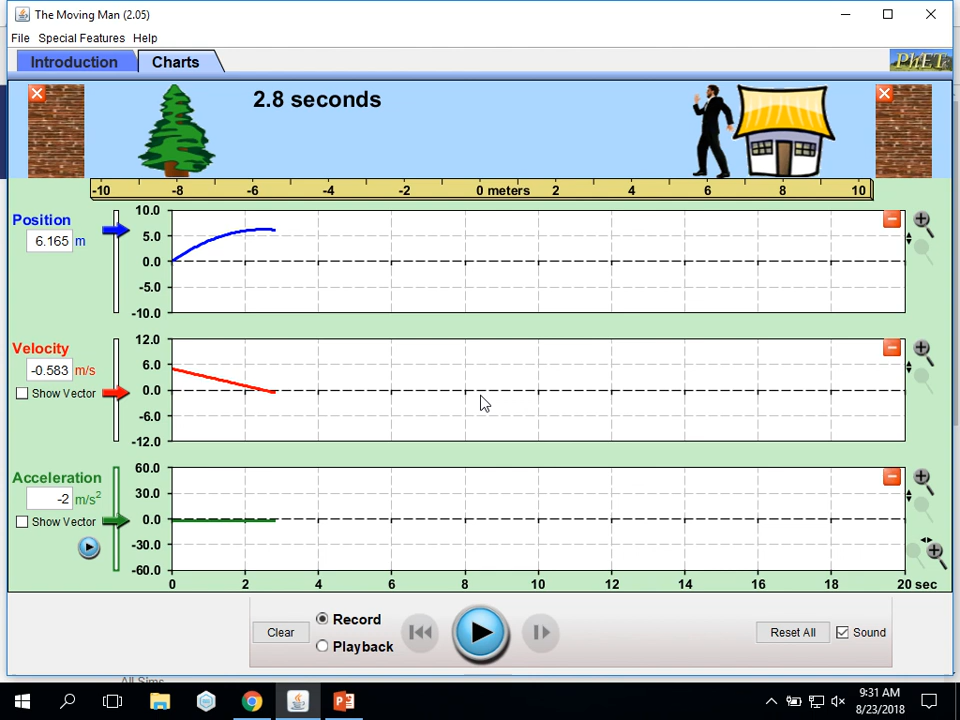 The Moving Man (2.05)
File Special Features Help
Introduction Charts
PhET
2.8 seconds
-10 -8 -6 -4 -2 0 meters 2 4 6 8 10
Position
6.165 m
10.0
5.0
0.0
-5.0
-10.0
Velocity
-0.583 m/s
Show Vector
12.0
6.0
0.0
-6.0
-12.0
Acceleration
-2 m/s²
Show Vector
60.0
30.0
0.0
-30.0
-60.0
0 2 4 6 8 10 12 14 16 18 20 sec
Clear
Record
Playback
Reset All
Sound
9:31 AM
8/23/2018